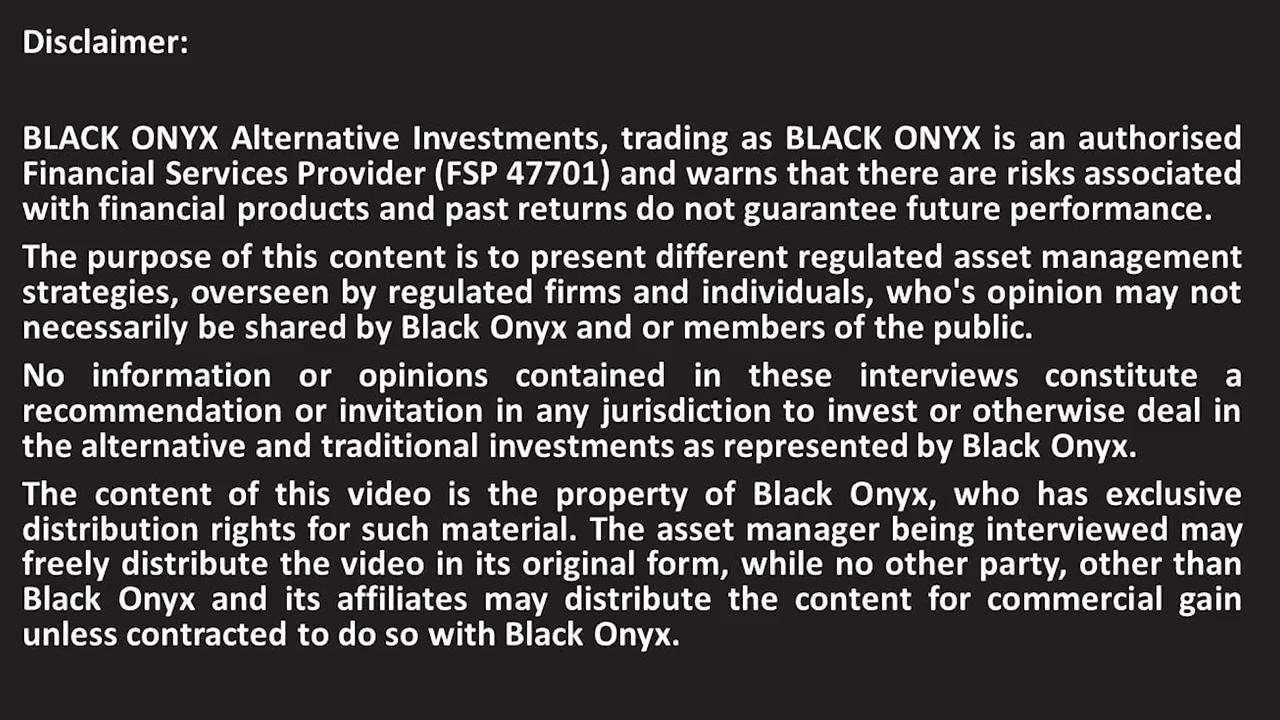 Disclaimer:
BLACK ONYX Alternative Investments, trading as BLACK ONYX is an authorised
Financial Services Provider (FSP 47701) and warns that there are risks associated
with financial products and past returns do not guarantee future performance.
The purpose of this content is to present different regulated asset management
strategies, overseen by regulated firms and individuals, who's opinion may not
necessarily be shared by Black Onyx and or members of the public.
No information or opinions contained in these interviews constitute a
recommendation or invitation in any jurisdiction to invest or otherwise deal in
the alternative and traditional investments as represented by Black Onyx.
The content of this video is the property of Black Onyx, who has exclusive
distribution rights for such material. The asset manager being interviewed may
freely distribute the video in its original form, while no other party, other than
Black Onyx and its affiliates may distribute the content for commercial gain
unless contracted to do so with Black Onyx.